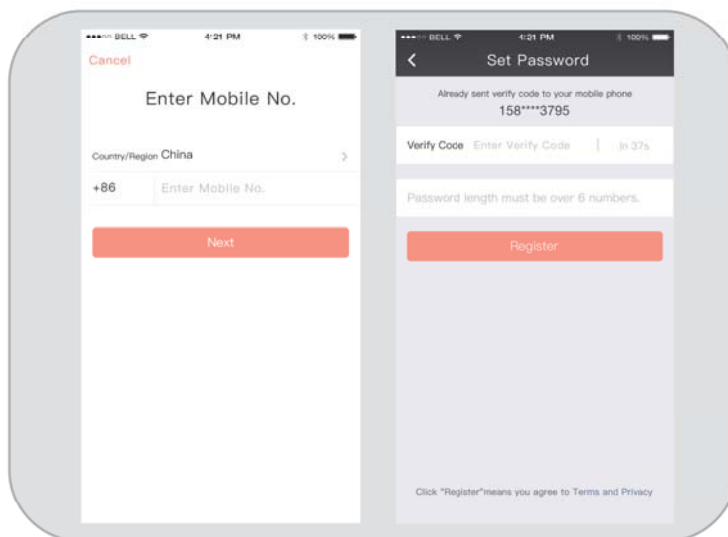 BELL 4:21 PM 100%
Cancel
Enter Mobile No.
Country/Region China
+86 Enter Mobile No.
Next
BELL 4:21 PM 100%
Set Password
Already sent verify code to your mobile phone
158****3795
Verify Code Enter Verify Code In 37s
Password length must be over 6 numbers.
Register
Click "Register"means you agree to Terms and Privacy